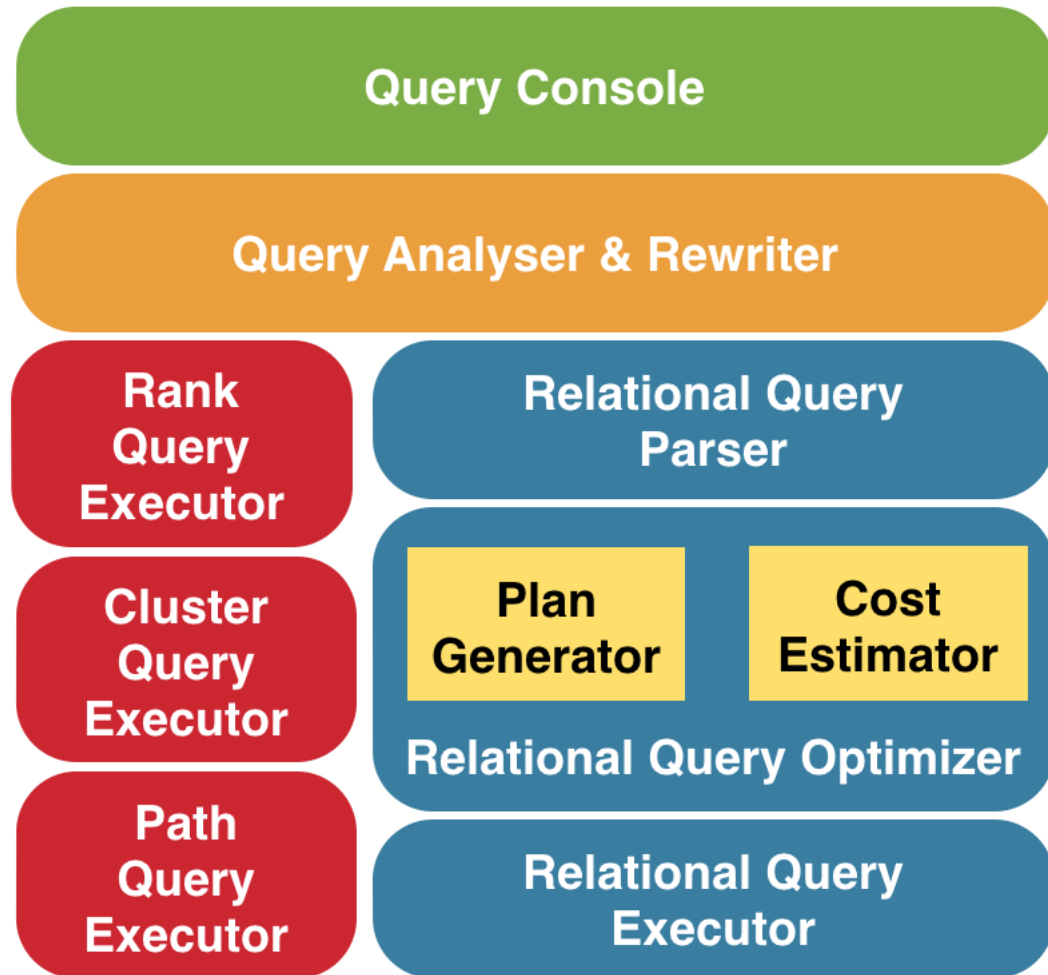 Query Console
Query Analyser & Rewriter
Rank
Query
Executor
Relational Query
Parser
Cluster
Query
Executor
Plan
Generator
Cost
Estimator
Relational Query Optimizer
Path
Query
Executor
Relational Query
Executor